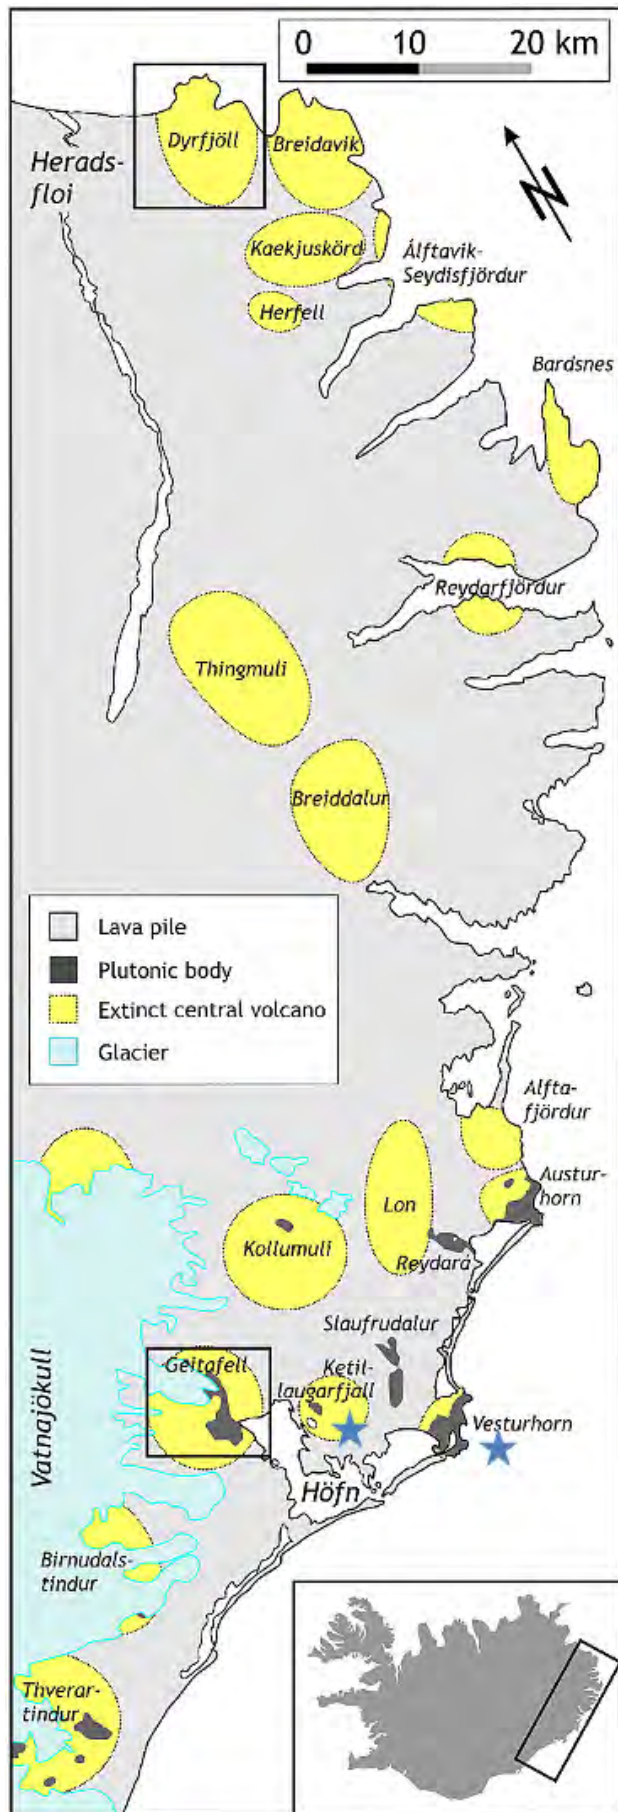 0 10 20 km
N
Dyrfjöll
Breidavik
Herads-
floi
Kaekjuskörd
Álftavik-
Seydisfjördur
Herfell
Bardsnes
Reydarfjördur
Thingmuli
Breiddalur
Lava pile
Plutonic body
Extinct central volcano
Glacier
Alfta-
fjördur
Austur-
horn
Lon
Kollumuli
Reydara
Slaufrudalur
Geitafell
Ketil-
laugarfjall
Vatnajökull
Vesturhorn
Höfn
Birnudals-
tindur
Thverar-
tindur